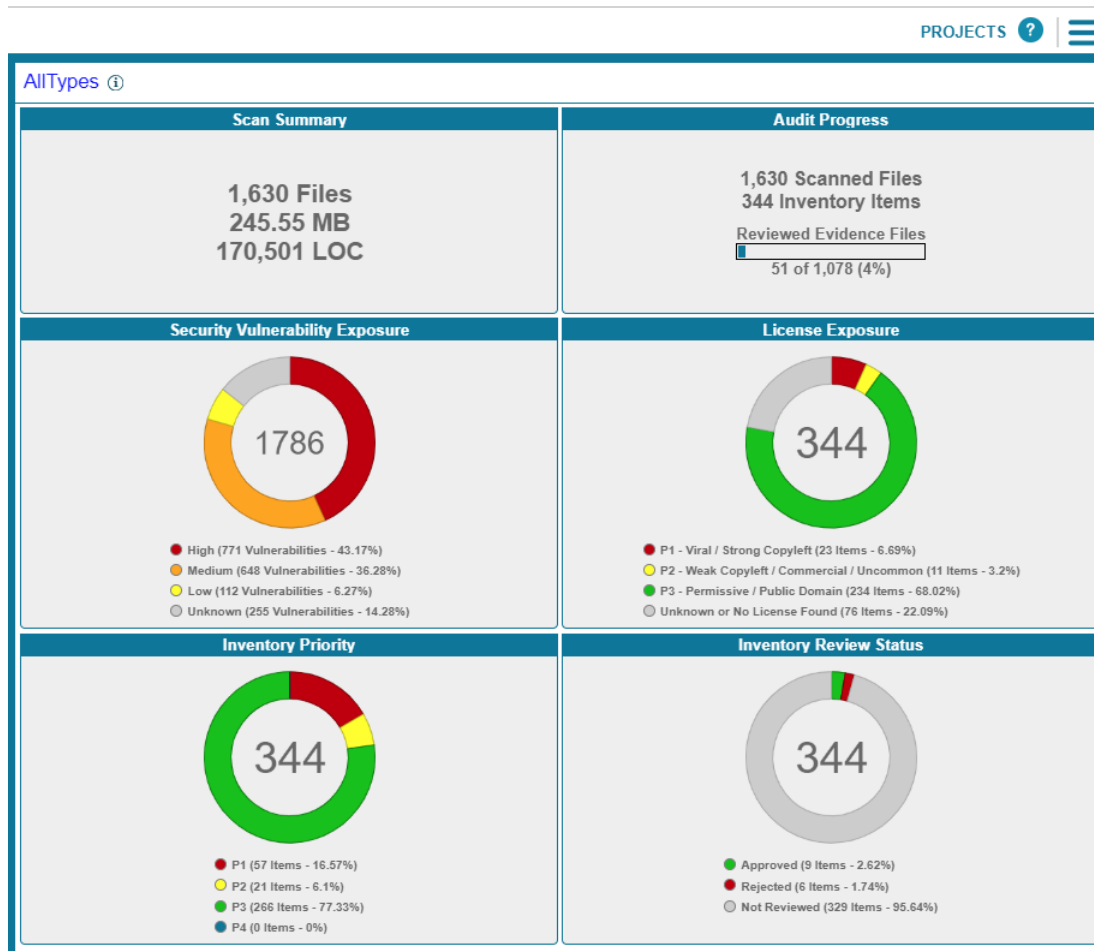 PROJECTS ?
AllTypes i
Scan Summary
1,630 Files
245.55 MB
170,501 LOC
Audit Progress
1,630 Scanned Files
344 Inventory Items
Reviewed Evidence Files
51 of 1,078 (4%)
Security Vulnerability Exposure
1786
High (771 Vulnerabilities - 43.17%)
Medium (648 Vulnerabilities - 36.28%)
Low (112 Vulnerabilities - 6.27%)
Unknown (255 Vulnerabilities - 14.28%)
License Exposure
344
P1 - Viral / Strong Copyleft (23 Items - 6.69%)
P2 - Weak Copyleft / Commercial / Uncommon (11 Items - 3.2%)
P3 - Permissive / Public Domain (234 Items - 68.02%)
Unknown or No License Found (76 Items - 22.09%)
Inventory Priority
344
P1 (57 Items - 16.57%)
P2 (21 Items - 6.1%)
P3 (266 Items - 77.33%)
P4 (0 Items - 0%)
Inventory Review Status
344
Approved (9 Items - 2.62%)
Rejected (6 Items - 1.74%)
Not Reviewed (329 Items - 95.64%)